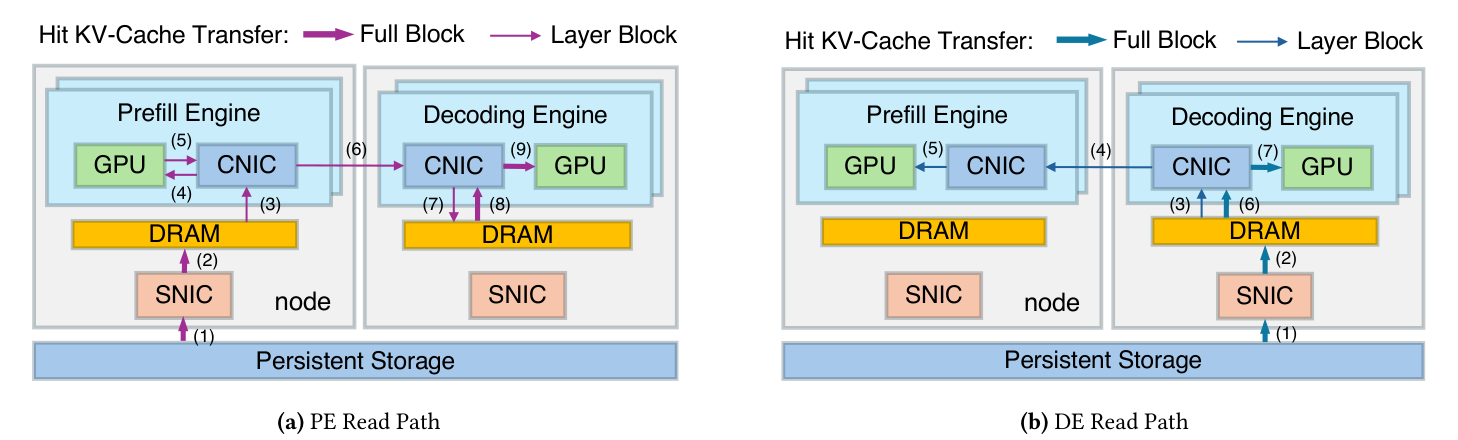 Hit KV-Cache Transfer: Full Block Layer Block
Prefill Engine
Decoding Engine
GPU
(5)
(4)
CNIC
(6)
CNIC
(9)
GPU
(3)
(7)
(8)
DRAM
DRAM
(2)
SNIC
node
SNIC
(1)
Persistent Storage
(a) PE Read Path
Hit KV-Cache Transfer: Full Block Layer Block
Prefill Engine
Decoding Engine
GPU
(5)
CNIC
(4)
CNIC
(7)
GPU
(3)
(6)
DRAM
DRAM
(2)
SNIC
node
SNIC
(1)
Persistent Storage
(b) DE Read Path